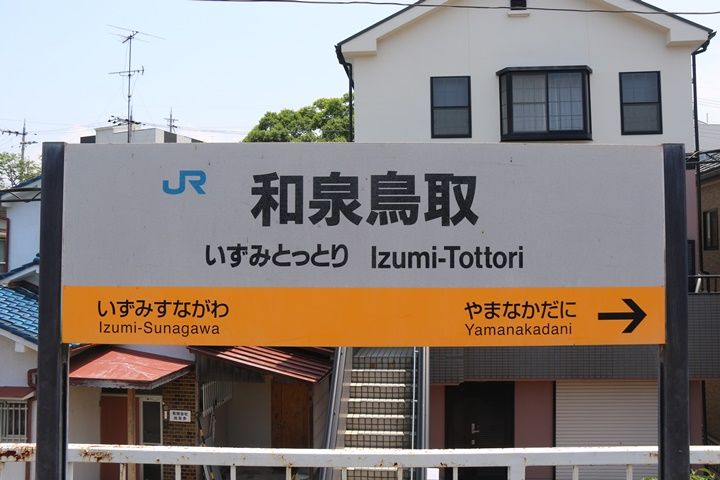 JR 和泉鳥取
いずみとっとり Izumi-Tottori
いずみすながわ やまなかだに →
Izumi-Sunagawa Yamanakadani